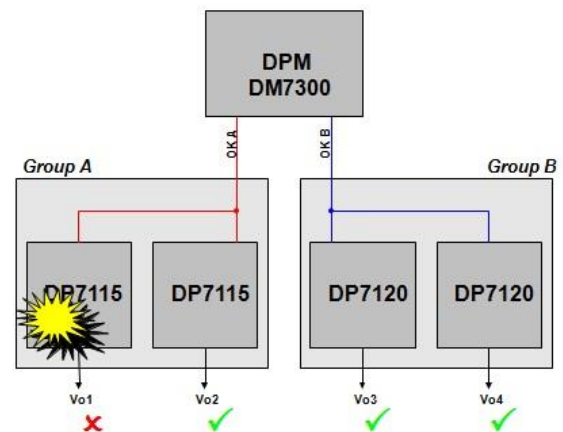 DPM
DM7300
OK A
OK B
Group A
Group B
DP7115
DP7115
DP7120
DP7120
Vo1
Vo2
Vo3
Vo4